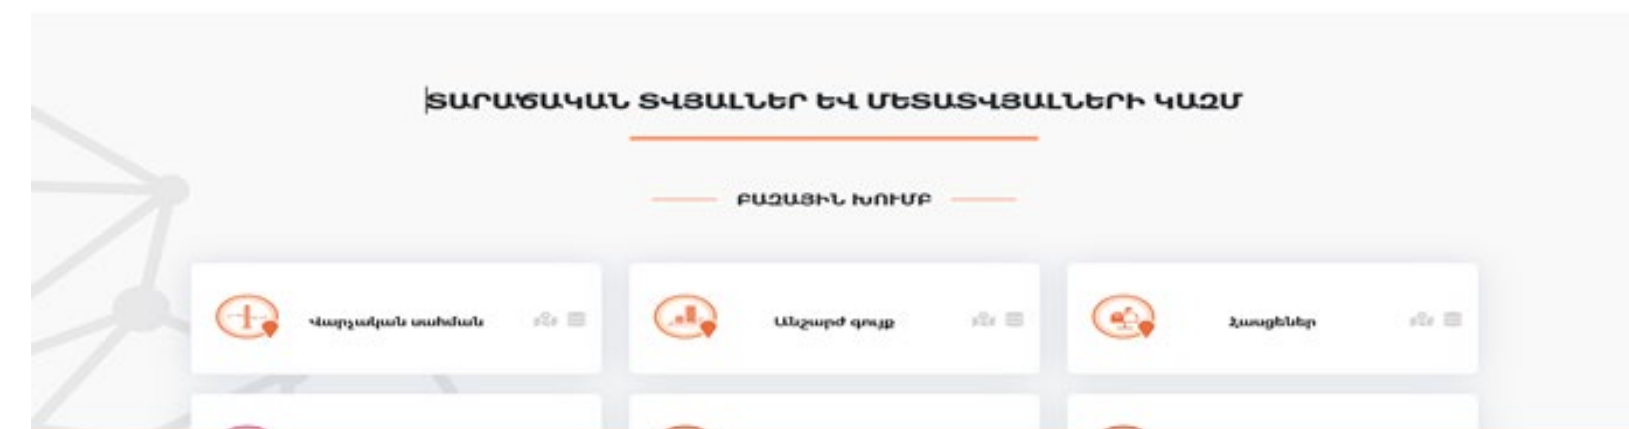 ՏԱՐԱԾԱԿԱՆ ՏՎՅԱԼՆԵՐ ԵՎ ՄԵՏԱՏՎՅԱԼՆԵՐԻ ԿԱԶՄ
ԲԱԶԱՅԻՆ ԽՈՒՄԲ
Վարչական սահման
Անշարժ գույք
Հասցեներ